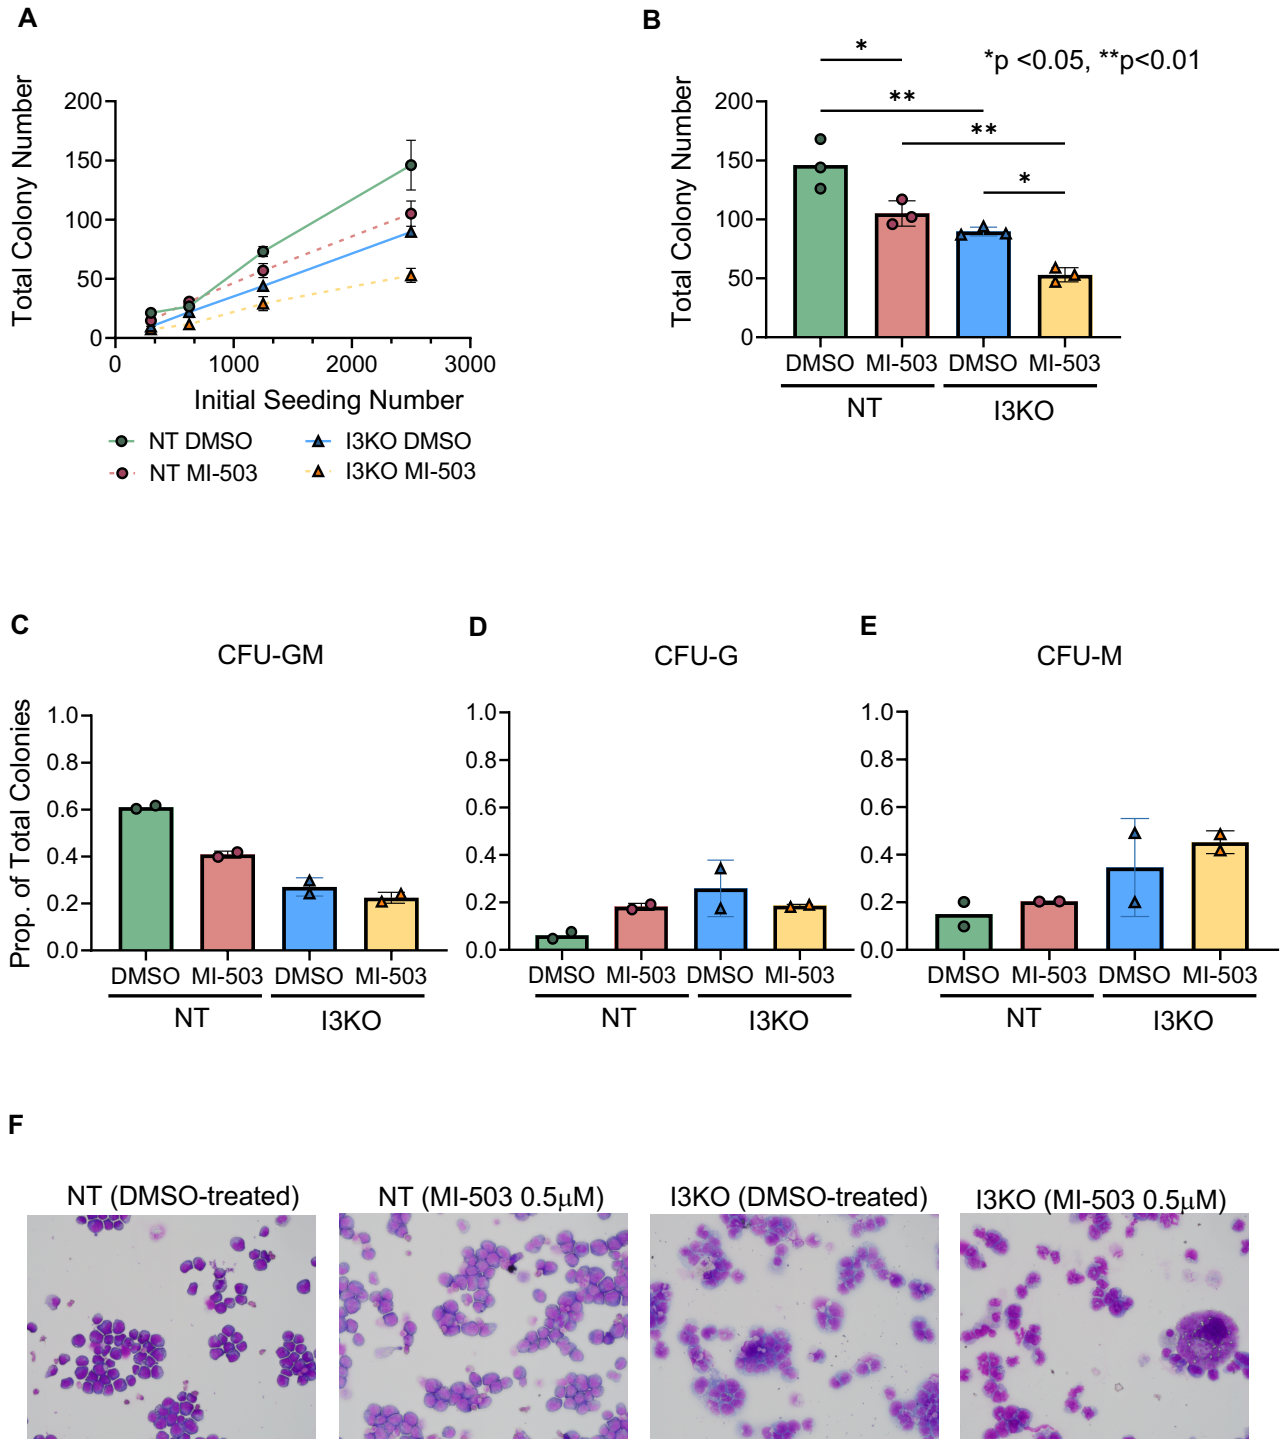 A
Total Colony Number
200
150
100
50
0
0 1000 2000 3000
Initial Seeding Number
NT DMSO
NT MI-503
I3KO DMSO
I3KO MI-503
B
*p <0.05, **p<0.01
Total Colony Number
200
150
100
50
0
*
**
**
*
DMSO MI-503 DMSO MI-503
NT I3KO
C
CFU-GM
Prop. of Total Colonies
1.0
0.8
0.6
0.4
0.2
0.0
DMSO MI-503 DMSO MI-503
NT I3KO
D
CFU-G
1.0
0.8
0.6
0.4
0.2
0.0
DMSO MI-503 DMSO MI-503
NT I3KO
E
CFU-M
1.0
0.8
0.6
0.4
0.2
0.0
DMSO MI-503 DMSO MI-503
NT I3KO
F
NT (DMSO-treated)
NT (MI-503 0.5μM)
I3KO (DMSO-treated)
I3KO (MI-503 0.5μM)